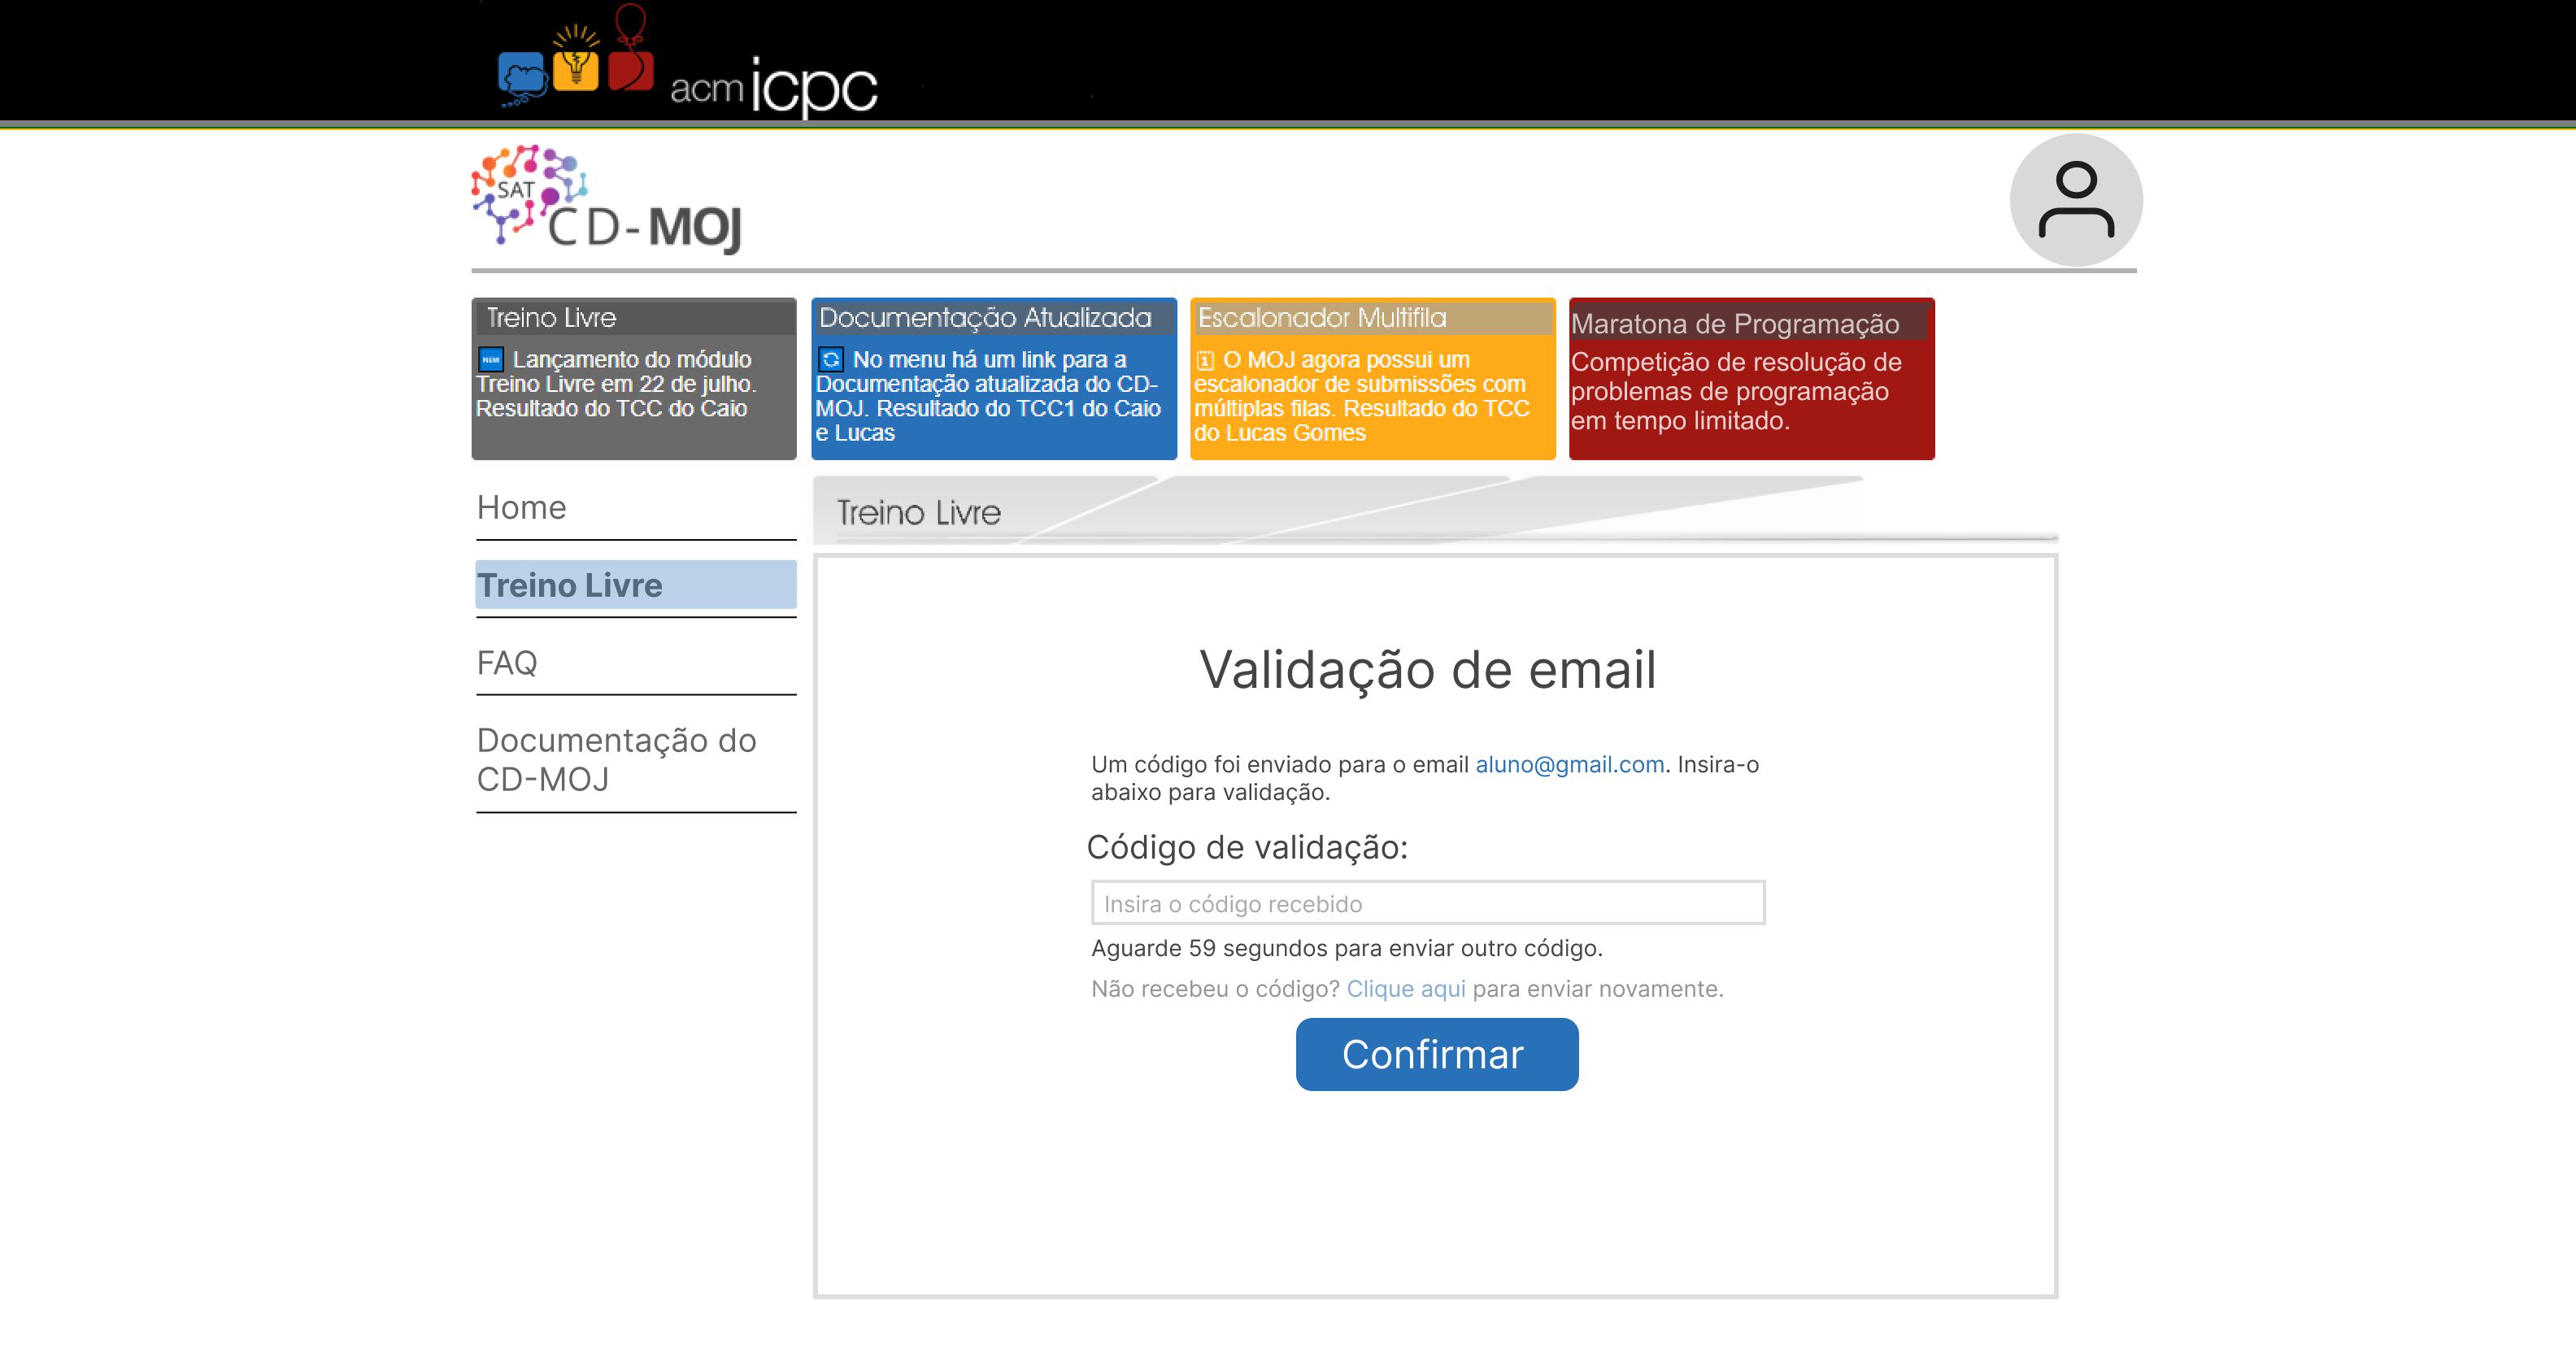 acm icpc
SAT
CD-MOJ
Treino Livre
NEW Lançamento do módulo
Treino Livre em 22 de julho.
Resultado do TCC do Caio
Documentação Atualizada
No menu há um link para a
Documentação atualizada do CD-
MOJ. Resultado do TCC1 do Caio
e Lucas
Escalonador Multifila
O MOJ agora possui um
escalonador de submissões com
múltiplas filas. Resultado do TCC
do Lucas Gomes
Maratona de Programação
Competição de resolução de
problemas de programação
em tempo limitado.
Home
Treino Livre
FAQ
Documentação do
CD-MOJ
Treino Livre
Validação de email
Um código foi enviado para o email aluno@gmail.com. Insira-o
abaixo para validação.
Código de validação:
Insira o código recebido
Aguarde 59 segundos para enviar outro código.
Não recebeu o código? Clique aqui para enviar novamente.
Confirmar